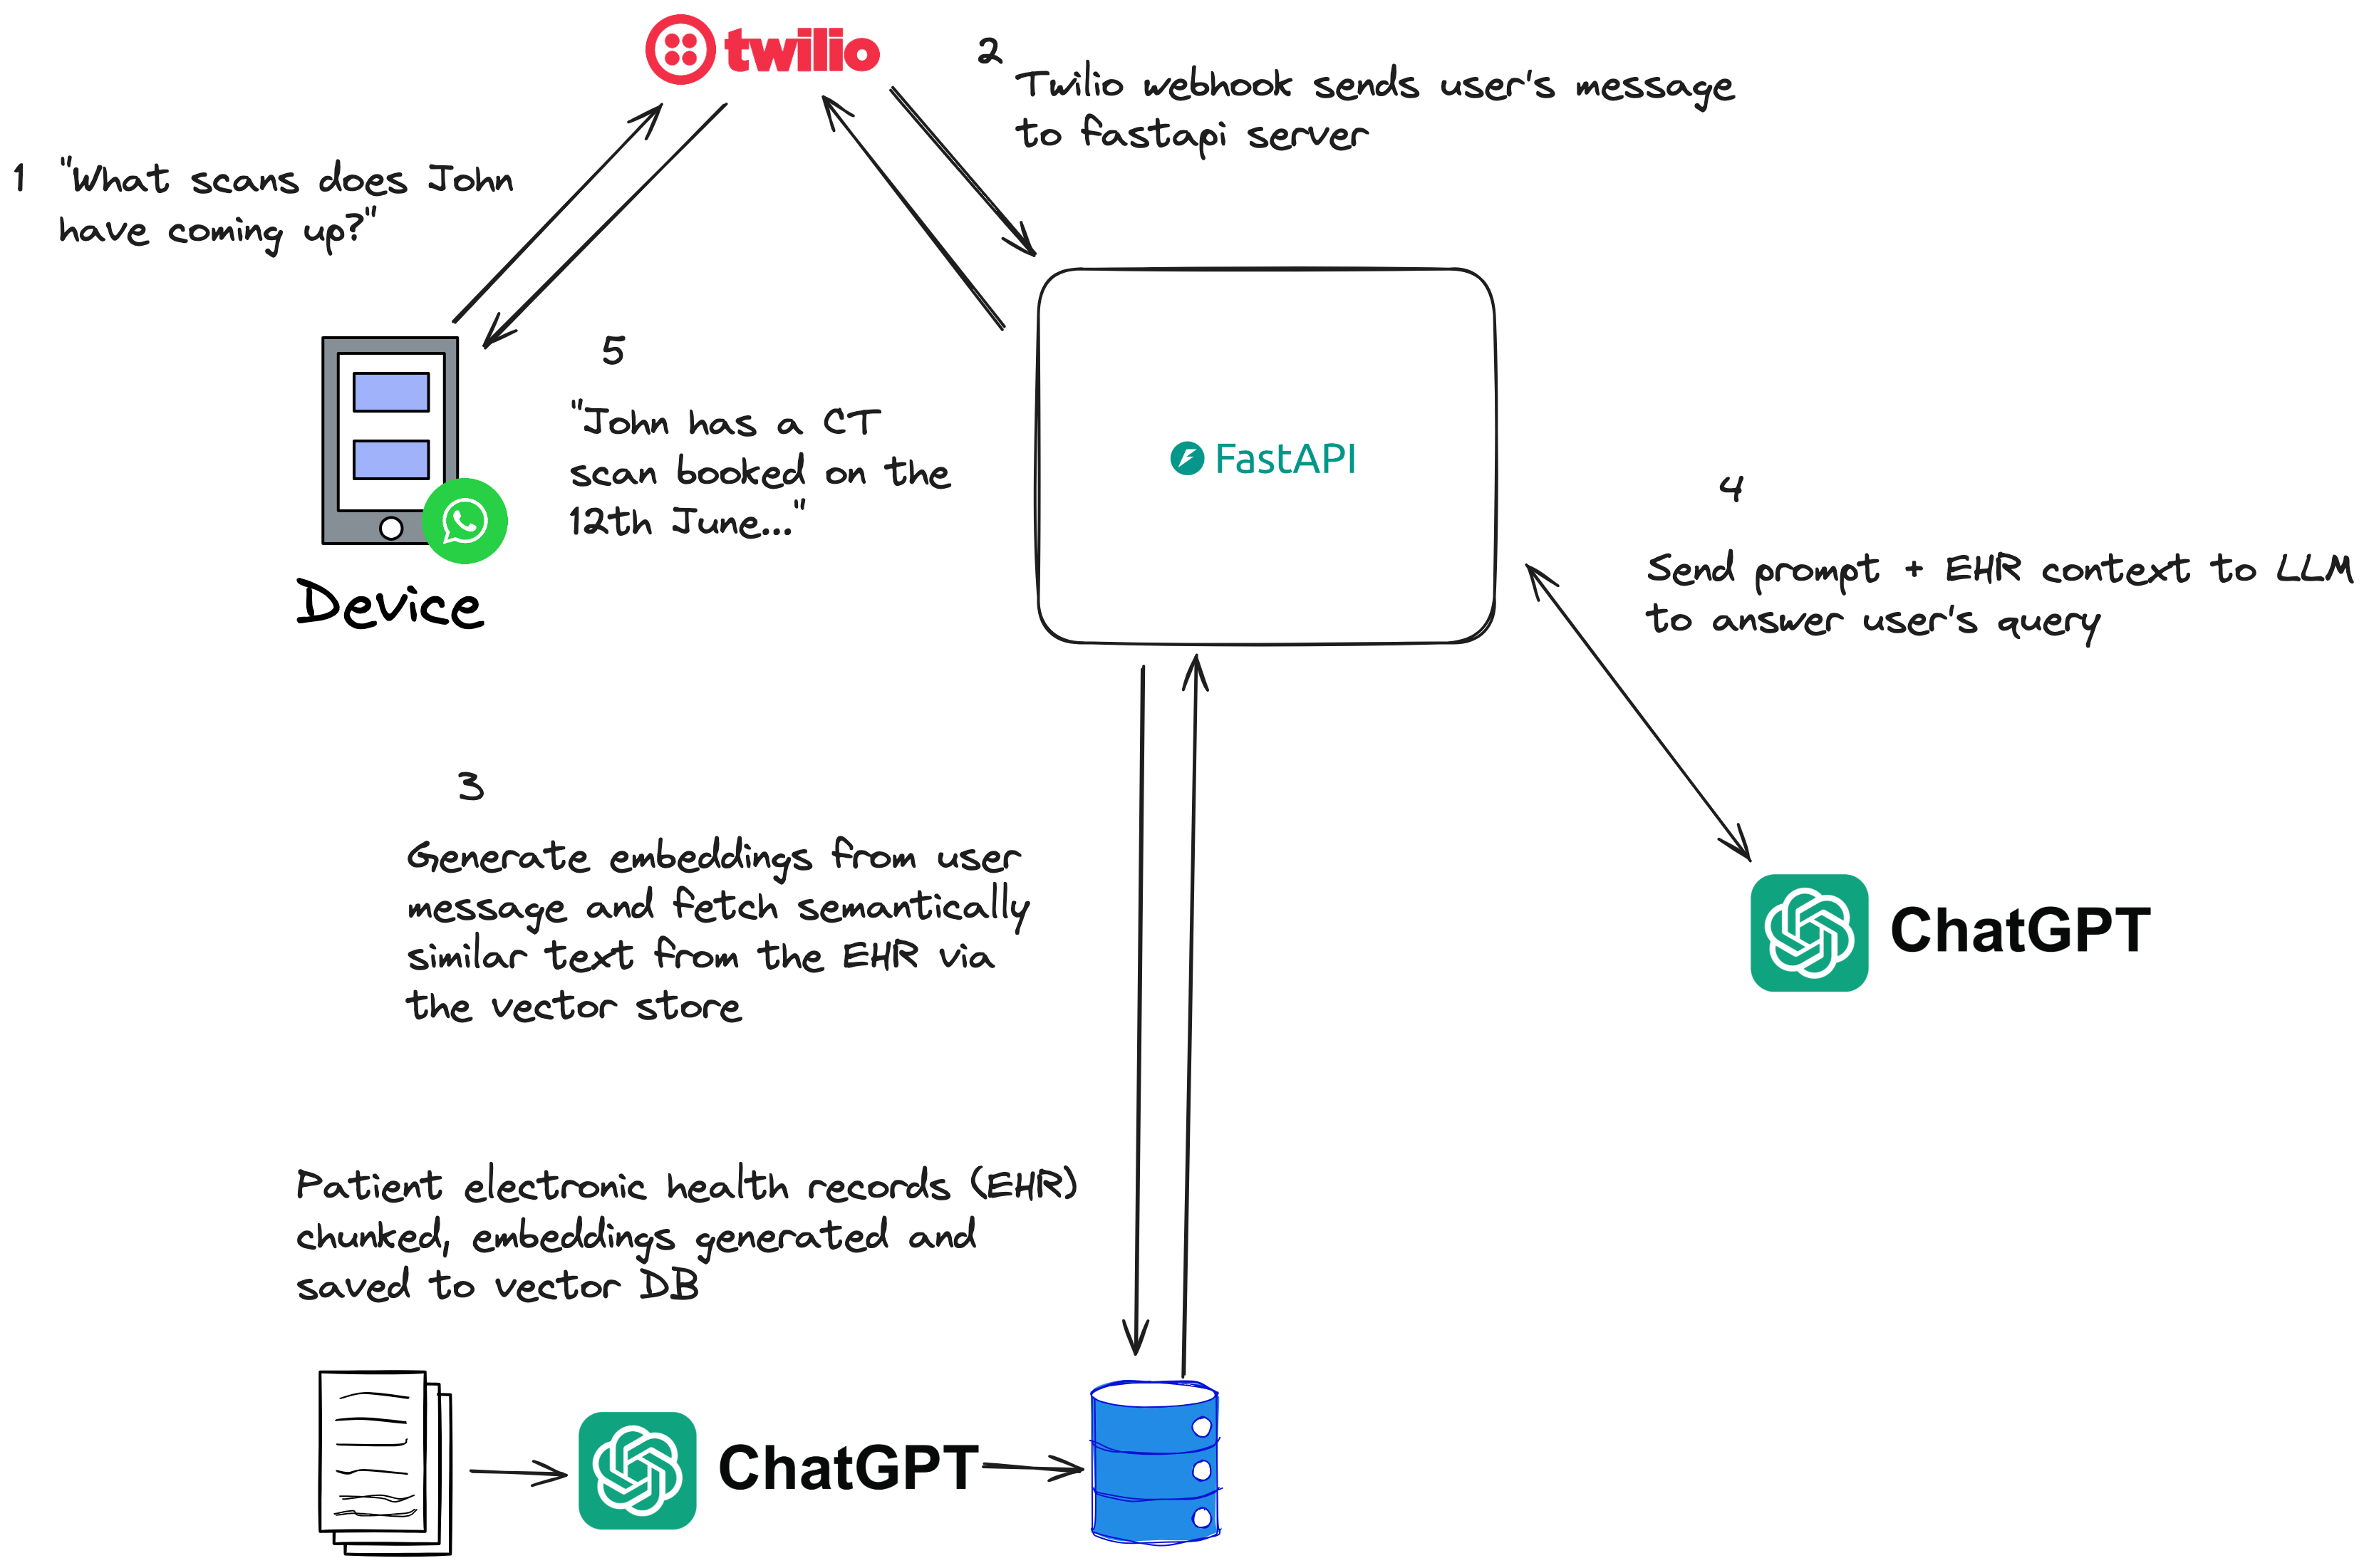 twilio
2
Twilio webhook sends user's message
to fastapi server
1 "What scans does John
have coming up?"
5
"John has a CT
scan booked on the
12th June..."
Device
FastAPI
4
Send prompt + EHR context to LLM
to answer user's query
3
Generate embeddings from user
message and fetch semantically
similar text from the EHR via
the vector store
ChatGPT
Patient electronic health records (EHR)
chunked, embeddings generated and
saved to vector DB
ChatGPT